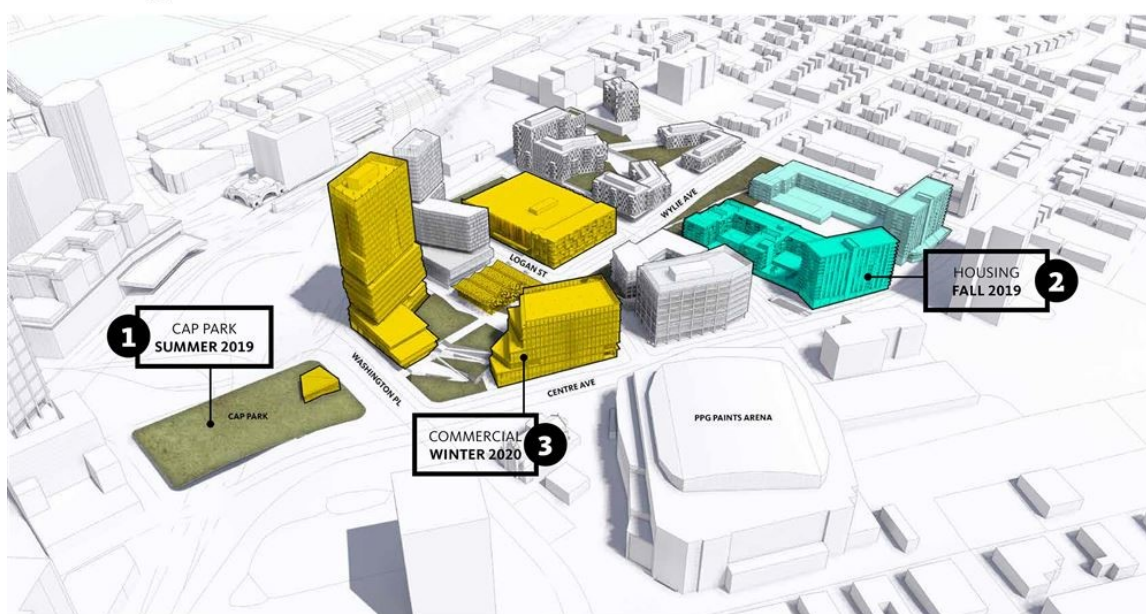 WYLIE AVE
LOGAN ST
HOUSING
FALL 2019
2
1
CAP PARK
SUMMER 2019
WASHINGTON PL
CENTRE AVE
CAP PARK
PPG PAINTS ARENA
COMMERCIAL
WINTER 2020
3